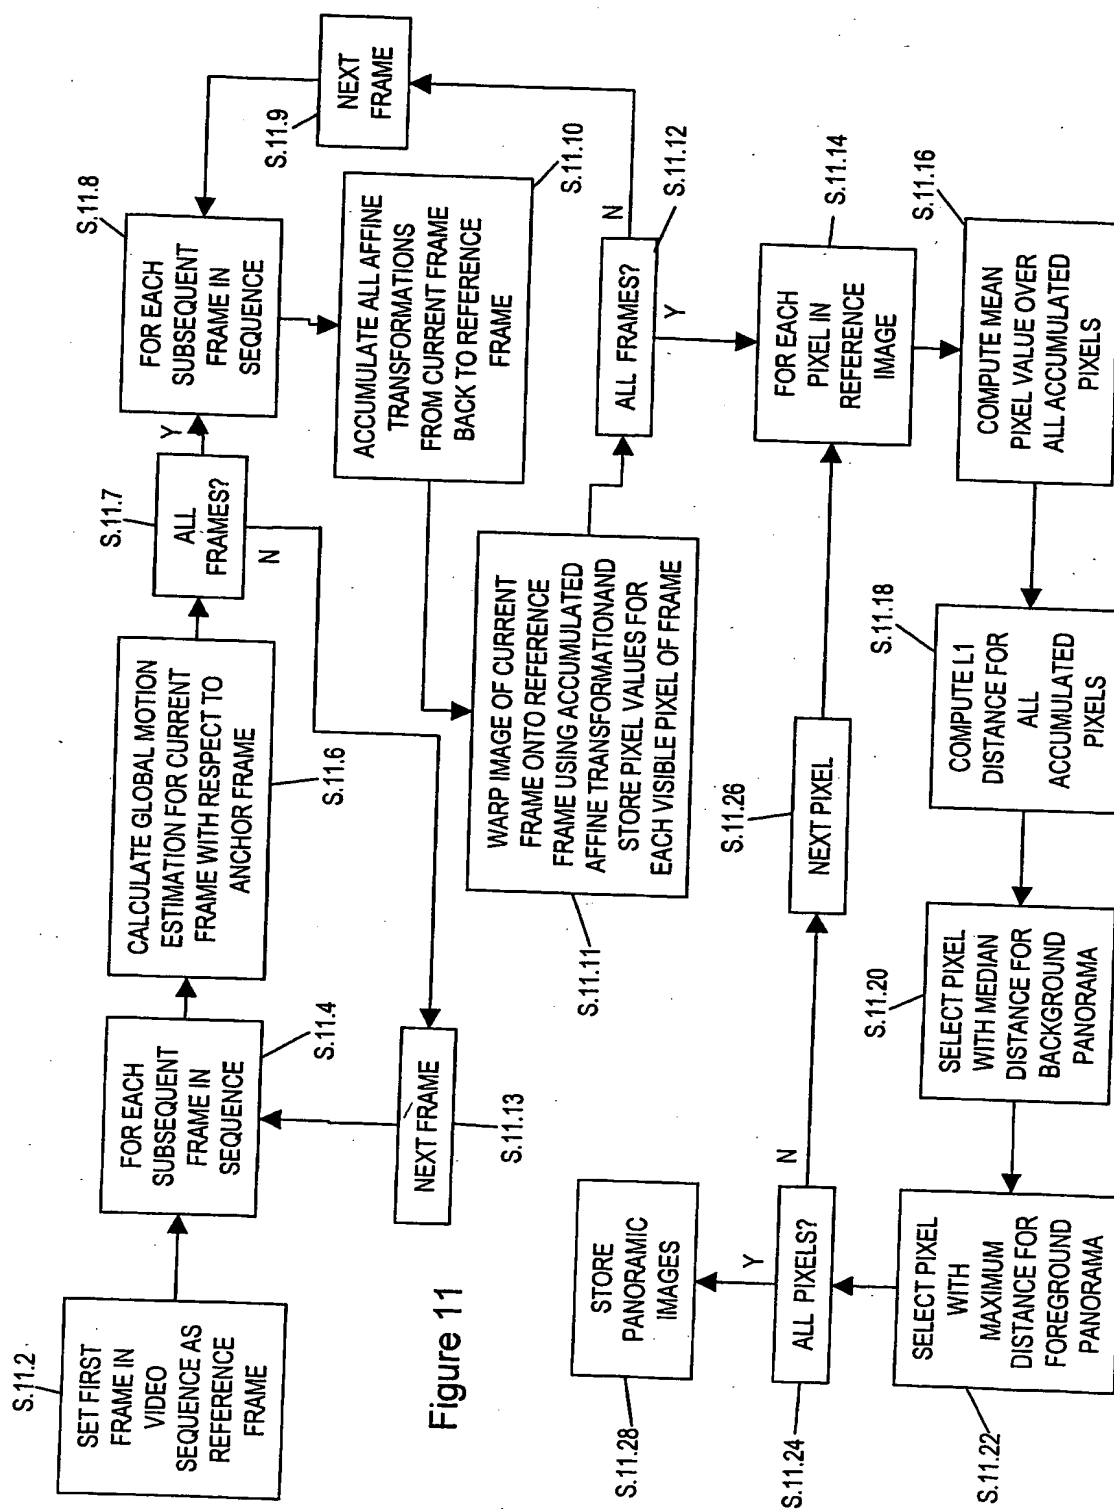 S.11.2
SET FIRST
FRAME IN
VIDEO
SEQUENCE AS
REFERENCE
FRAME
FOR EACH
SUBSEQUENT
FRAME IN
SEQUENCE
S.11.4
CALCULATE GLOBAL MOTION
ESTIMATION FOR CURRENT
FRAME WITH RESPECT TO
ANCHOR FRAME
S.11.6
S.11.7
ALL
FRAMES?
Y
N
NEXT FRAME
S.11.13
S.11.8
FOR EACH
SUBSEQUENT
FRAME IN
SEQUENCE
S.11.9
NEXT
FRAME
ACCUMULATE ALL AFFINE
TRANSFORMATIONS
FROM CURRENT FRAME
BACK TO REFERENCE
FRAME
S.11.10
WARP IMAGE OF CURRENT
FRAME ONTO REFERENCE
FRAME USING ACCUMULATED
AFFINE TRANSFORMATIONAND
STORE PIXEL VALUES FOR
EACH VISIBLE PIXEL OF FRAME
S.11.11
ALL FRAMES?
N
Y
S.11.12
FOR EACH
PIXEL IN
REFERENCE
IMAGE
S.11.14
COMPUTE MEAN
PIXEL VALUE OVER
ALL ACCUMULATED
PIXELS
S.11.16
S.11.18
COMPUTE L1
DISTANCE FOR
ALL
ACCUMULATED
PIXELS
S.11.20
SELECT PIXEL
WITH MEDIAN
DISTANCE FOR
BACKGROUND
PANORAMA
SELECT PIXEL
WITH
MAXIMUM
DISTANCE FOR
FOREGROUND
PANORAMA
S.11.22
ALL PIXELS?
S.11.24
N
Y
S.11.26
NEXT PIXEL
STORE
PANORAMIC
IMAGES
S.11.28
Figure 11